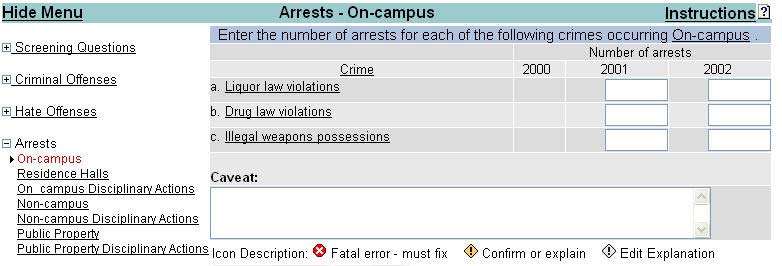 Hide Menu Arrests - On-campus Instructions ?
Enter the number of arrests for each of the following crimes occurring On-campus .
Screening Questions
Number of arrests
Crime 2000 2001 2002
Criminal Offenses
a. Liquor law violations
Hate Offenses
b. Drug law violations
c. Illegal weapons possessions
Arrests
On-campus
Residence Halls
On campus Disciplinary Actions
Non-campus
Non-campus Disciplinary Actions
Public Property
Public Property Disciplinary Actions
Caveat:
Icon Description: Fatal error - must fix Confirm or explain Edit Explanation